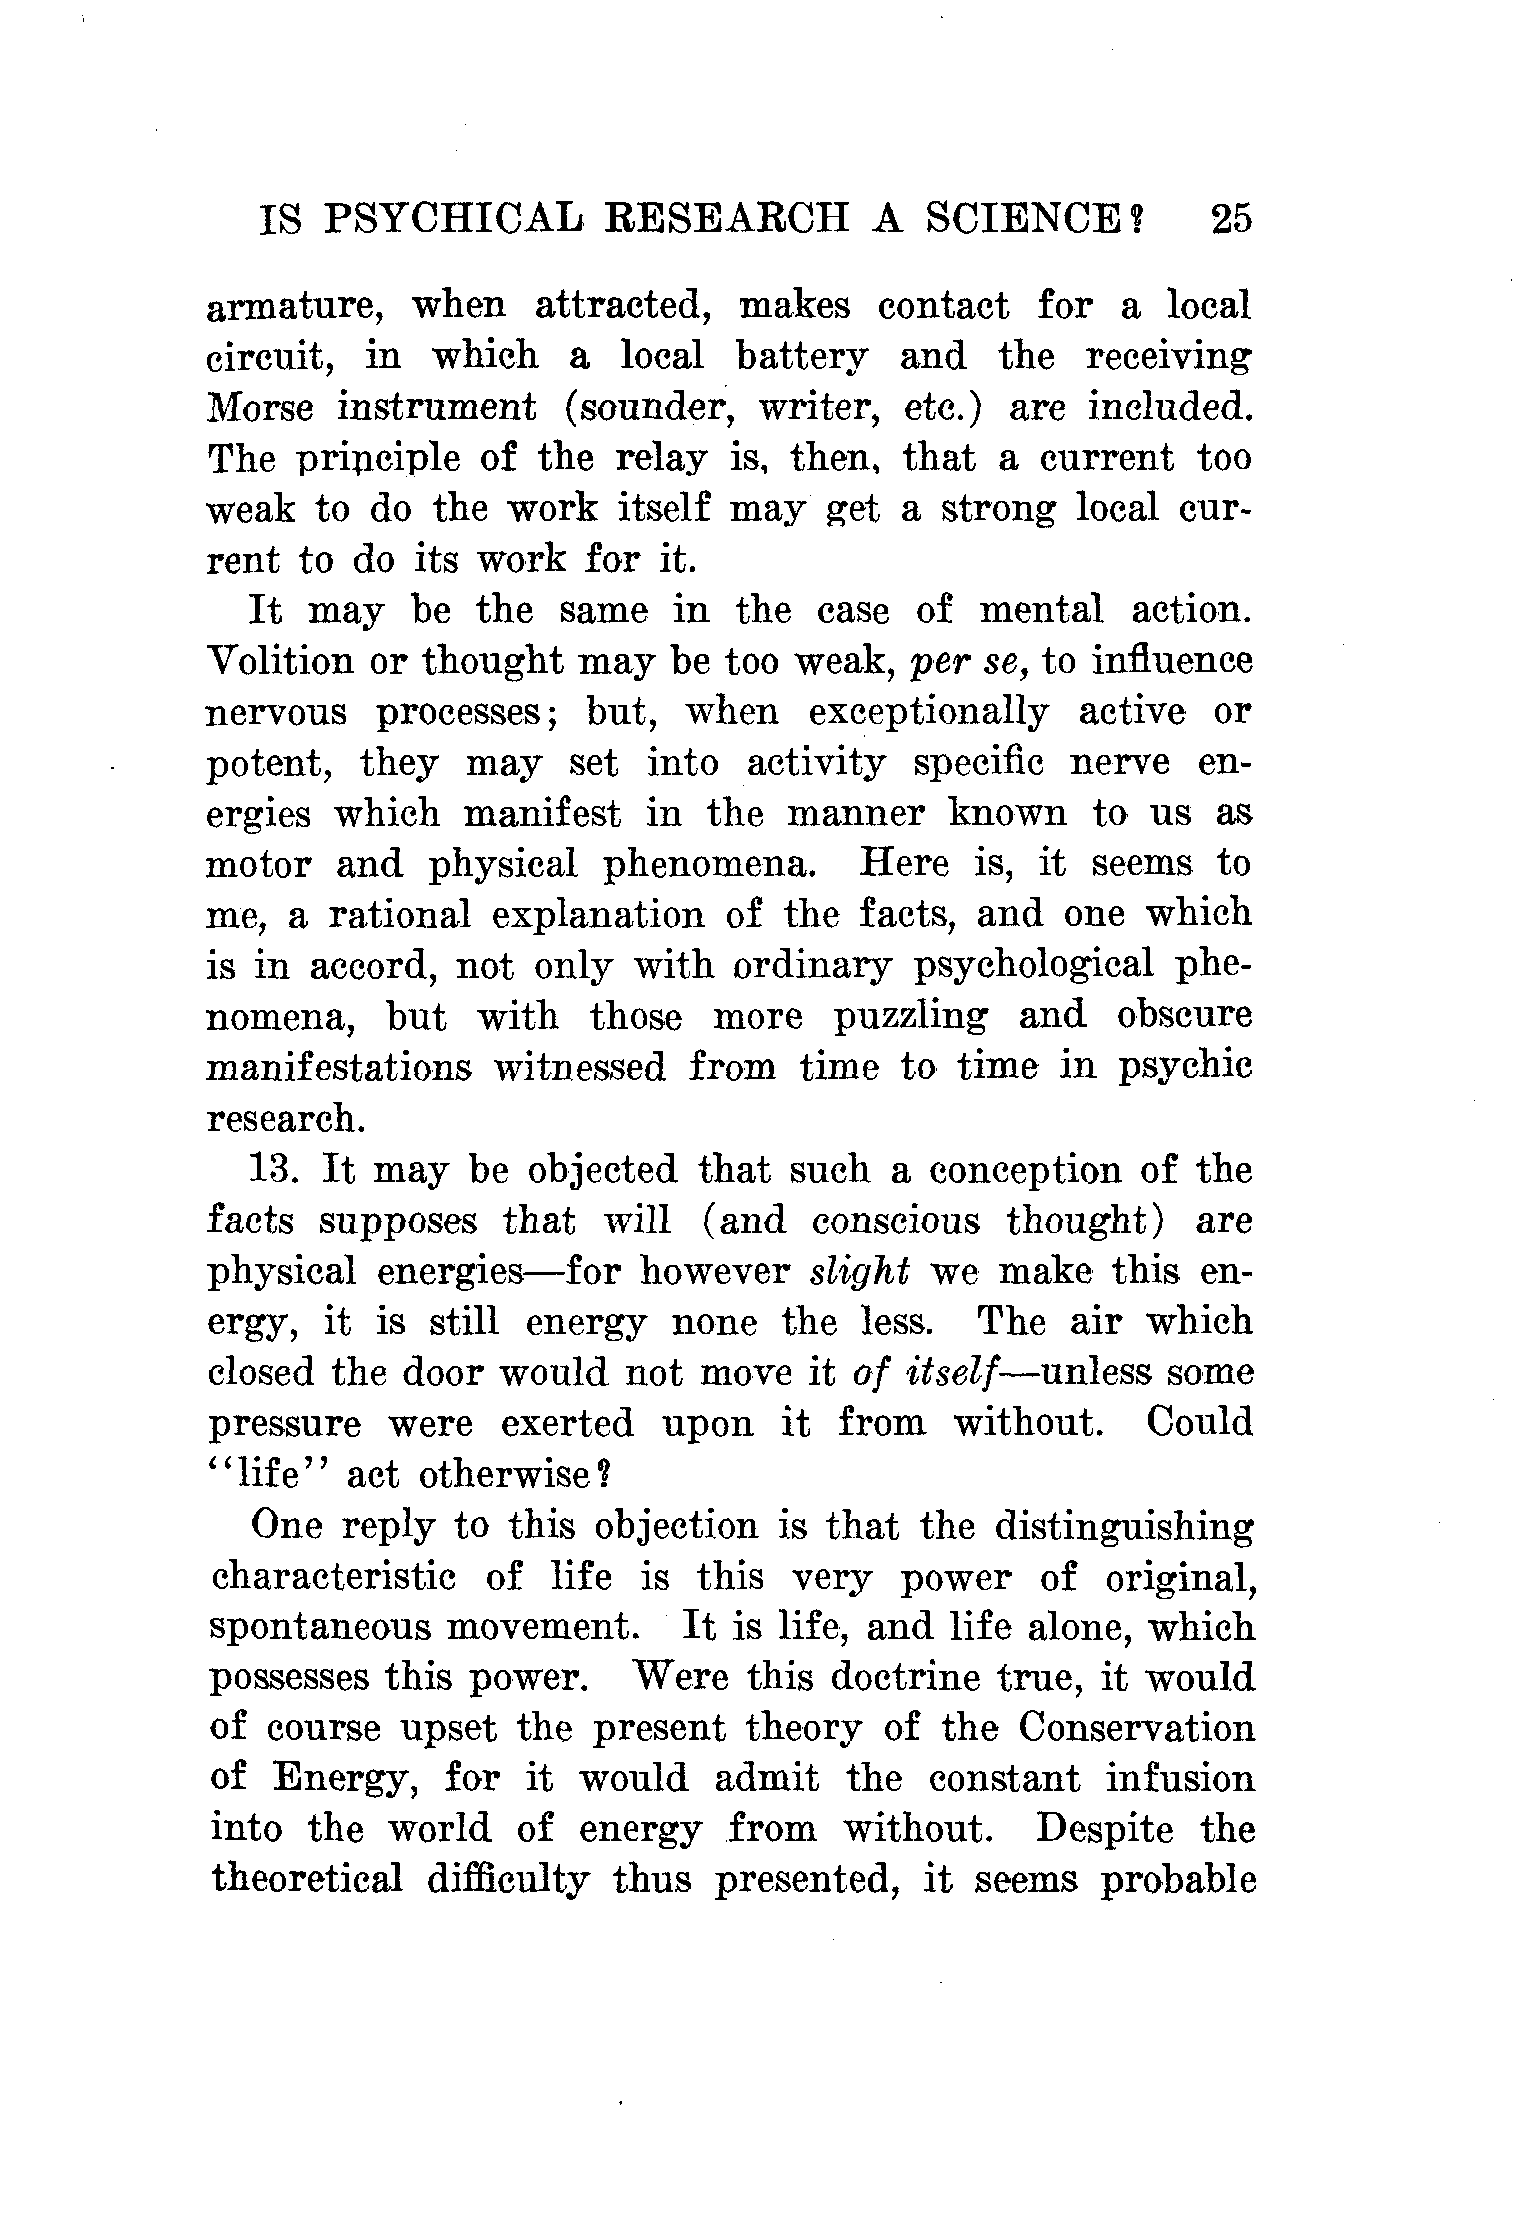 IS PSYCHICAL RESEARCH A SCIENCE? 25
armature, when attracted, makes contact for a local
circuit, in which a local battery and the receiving
Morse instrument (sounder, writer, etc.) are included.
The principle of the relay is, then, that a current too
weak to do the work itself may get a strong local cur-
rent to do its work for it.
It may be the same in the case of mental action.
Volition or thought may be too weak, per se, to influence
nervous processes; but, when exceptionally active or
potent, they may set into activity specific nerve en-
ergies which manifest in the manner known to us as
motor and physical phenomena. Here is, it seems to
me, a rational explanation of the facts, and one which
is in accord, not only with ordinary psychological phe-
nomena, but with those more puzzling and obscure
manifestations witnessed from time to time in psychic
research.
13. It may be objected that such a conception of the
facts supposes that will (and conscious thought) are
physical energies—for however slight we make this en-
ergy, it is still energy none the less. The air which
closed the door would not move it of itself—unless some
pressure were exerted upon it from without. Could
‘‘life’’ act otherwise?
One reply to this objection is that the distinguishing
characteristic of life is this very power of original,
spontaneous movement. It is life, and life alone, which
possesses this power. Were this doctrine true, it would
of course upset the present theory of the Conservation
of Energy, for it would admit the constant infusion
into the world of energy from without. Despite the
theoretical difficulty thus presented, it seems probable